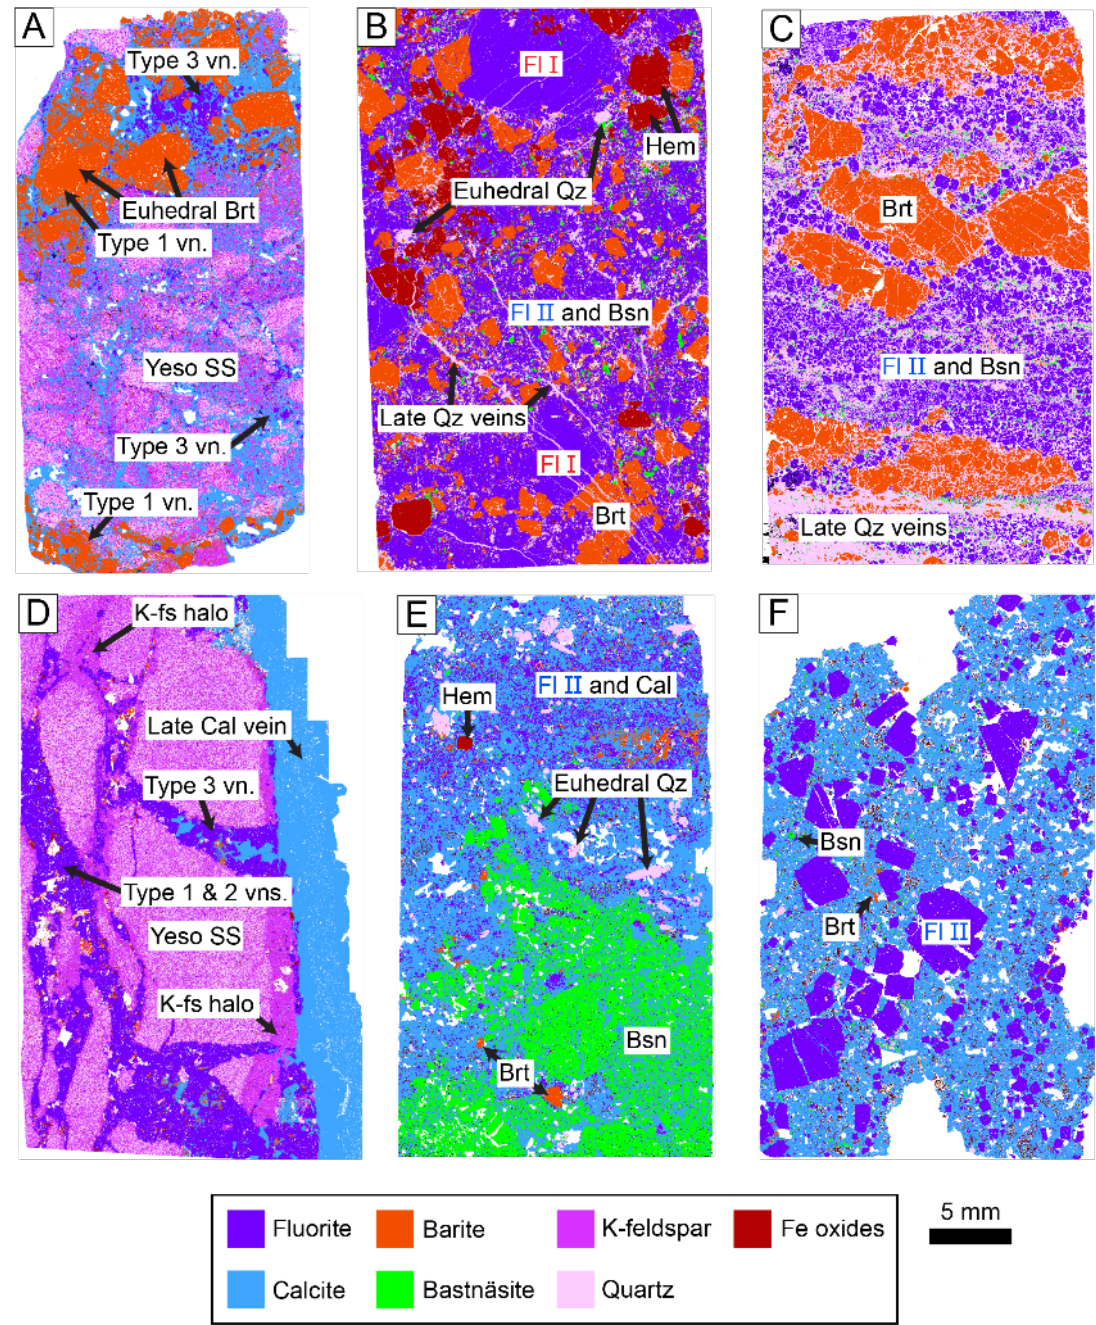 A
Type 3 vn.
Euhedral Brt
Type 1 vn.
Yeso SS
Type 3 vn.
Type 1 vn.
B
Fl I
Hem
Euhedral Qz
Fl II and Bsn
Late Qz veins
Fl I
Brt
C
Brt
Fl II and Bsn
Late Qz veins
D
K-fs halo
Late Cal vein
Type 3 vn.
Type 1 & 2 vns.
Yeso SS
K-fs halo
E
Fl II and Cal
Hem
Euhedral Qz
Bsn
Brt
F
Bsn
Brt
Fl II
Fluorite
Barite
K-feldspar
Fe oxides
Calcite
Bastnäsite
Quartz
5 mm